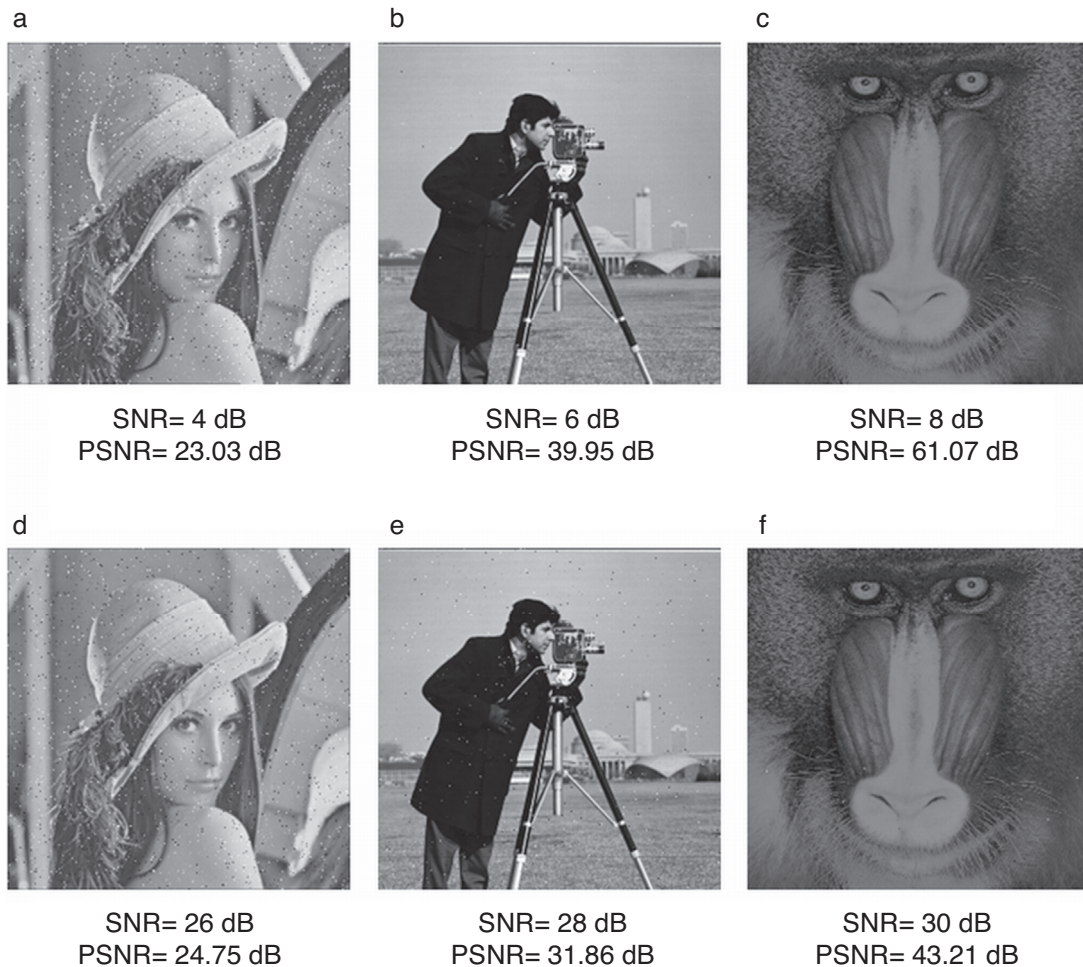 a
b
c
SNR= 4 dB
PSNR= 23.03 dB
SNR= 6 dB
PSNR= 39.95 dB
SNR= 8 dB
PSNR= 61.07 dB
d
e
f
SNR= 26 dB
PSNR= 24.75 dB
SNR= 28 dB
PSNR= 31.86 dB
SNR= 30 dB
PSNR= 43.21 dB